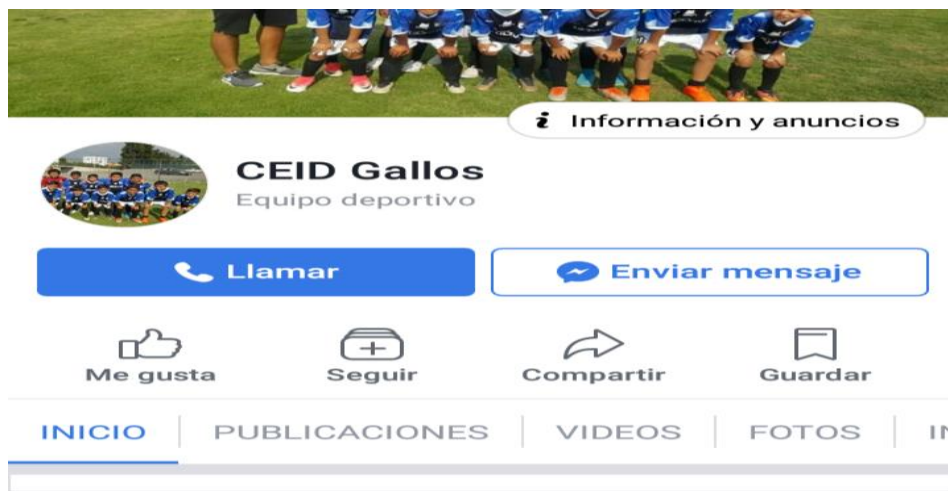 Información y anuncios
CEID Gallos
Equipo deportivo
Llamar
Enviar mensaje
Me gusta
Seguir
Compartir
Guardar
INICIO
PUBLICACIONES
VIDEOS
FOTOS